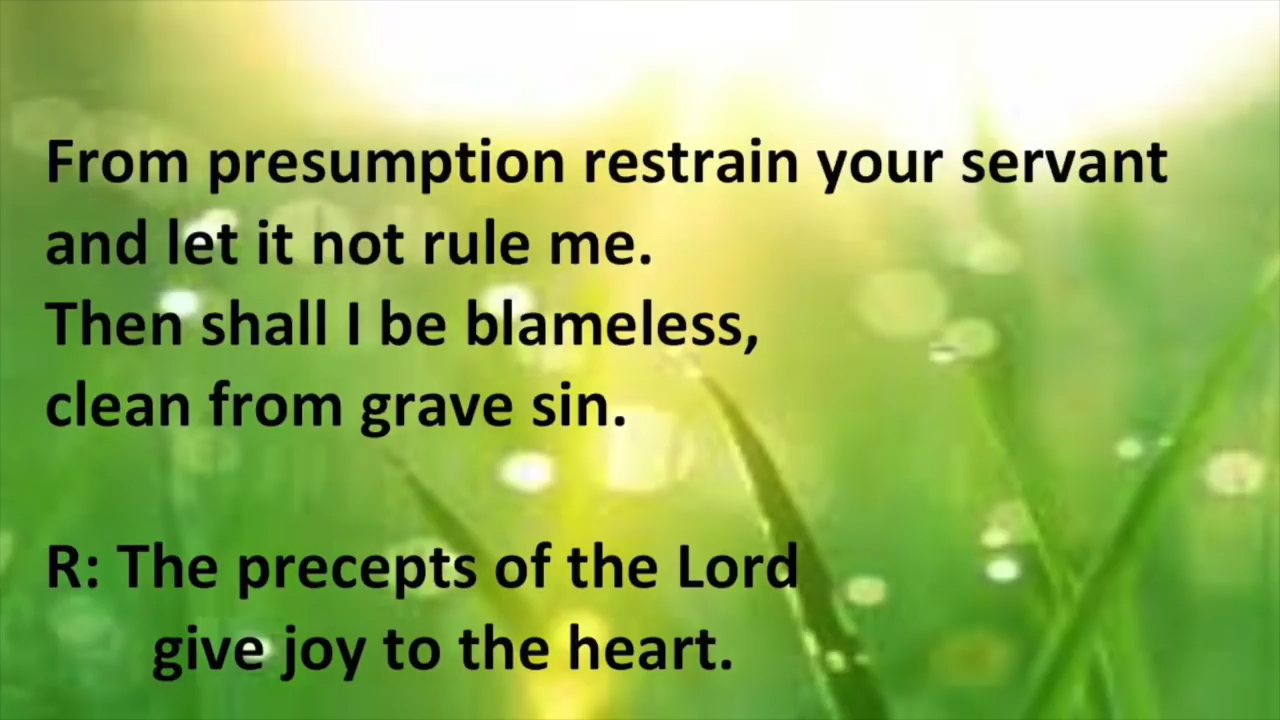 From presumption restrain your servant
and let it not rule me.
Then shall I be blameless,
clean from grave sin.
R: The precepts of the Lord
give joy to the heart.